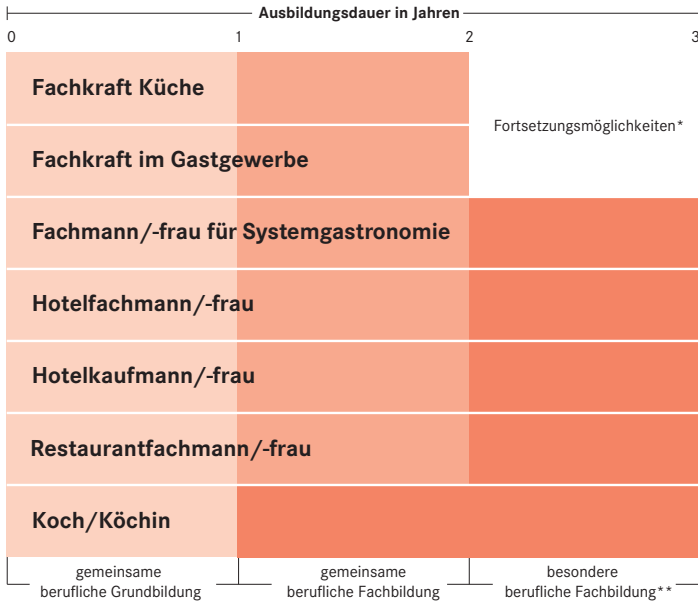 Ausbildungsdauer in Jahren
0 1 2 3
Fachkraft Küche
Fortsetzungsmöglichkeiten*
Fachkraft im Gastgewerbe
Fachmann/-frau für Systemgastronomie
Hotelfachmann/-frau
Hotelkaufmann/-frau
Restaurantfachmann/-frau
Koch/Köchin
gemeinsame
berufliche Grundbildung
gemeinsame
berufliche Fachbildung
besondere
berufliche Fachbildung**